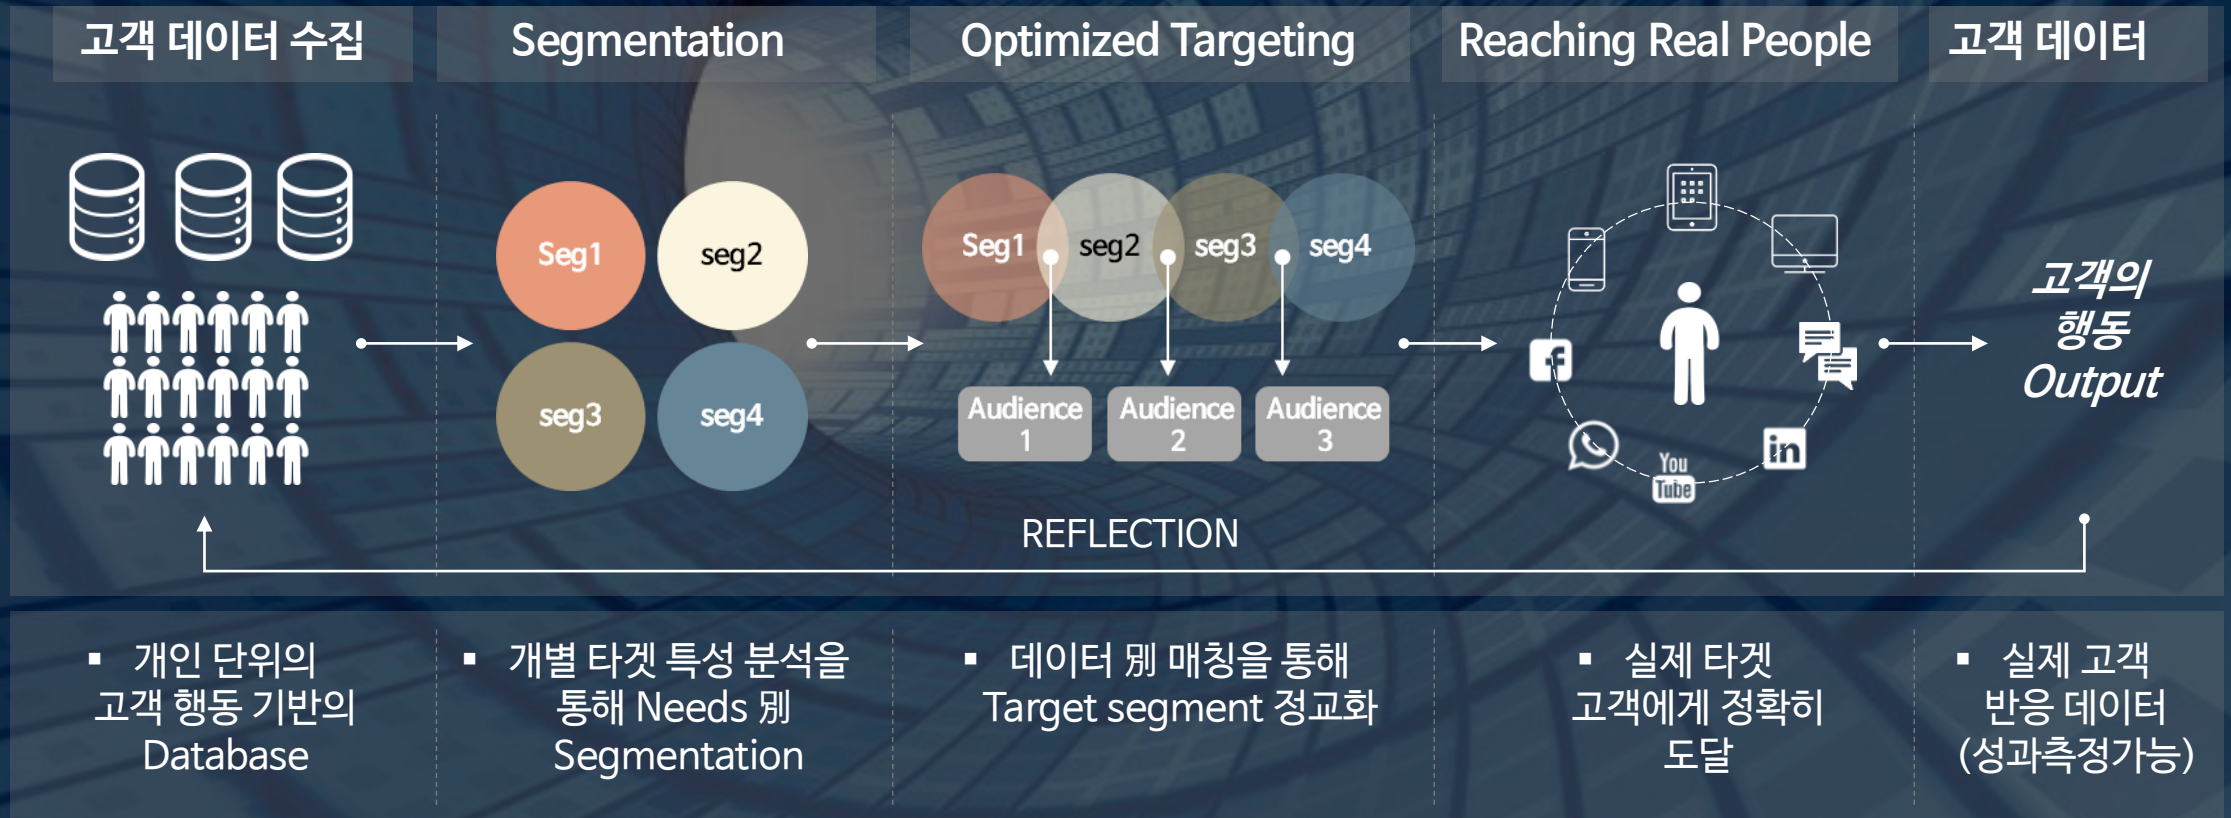 고객 데이터 수집
Segmentation
Optimized Targeting
Reaching Real People
고객 데이터
Seg1
seg2
seg3
seg4
Seg1
seg2
seg3
seg4
Audience
1
Audience
2
Audience
3
You
Tube
in
f
고객의
행동
Output
REFLECTION
▪ 개인 단위의
고객 행동 기반의
Database
▪ 개별 타겟 특성 분석을
통해 Needs 別
Segmentation
▪ 데이터 別 매칭을 통해
Target segment 정교화
▪ 실제 타겟
고객에게 정확히
도달
▪ 실제 고객
반응 데이터
(성과측정가능)